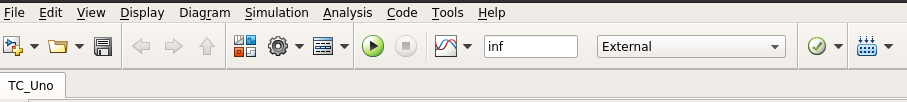 File Edit View Display Diagram Simulation Analysis Code Tools Help
inf External
TC_Uno